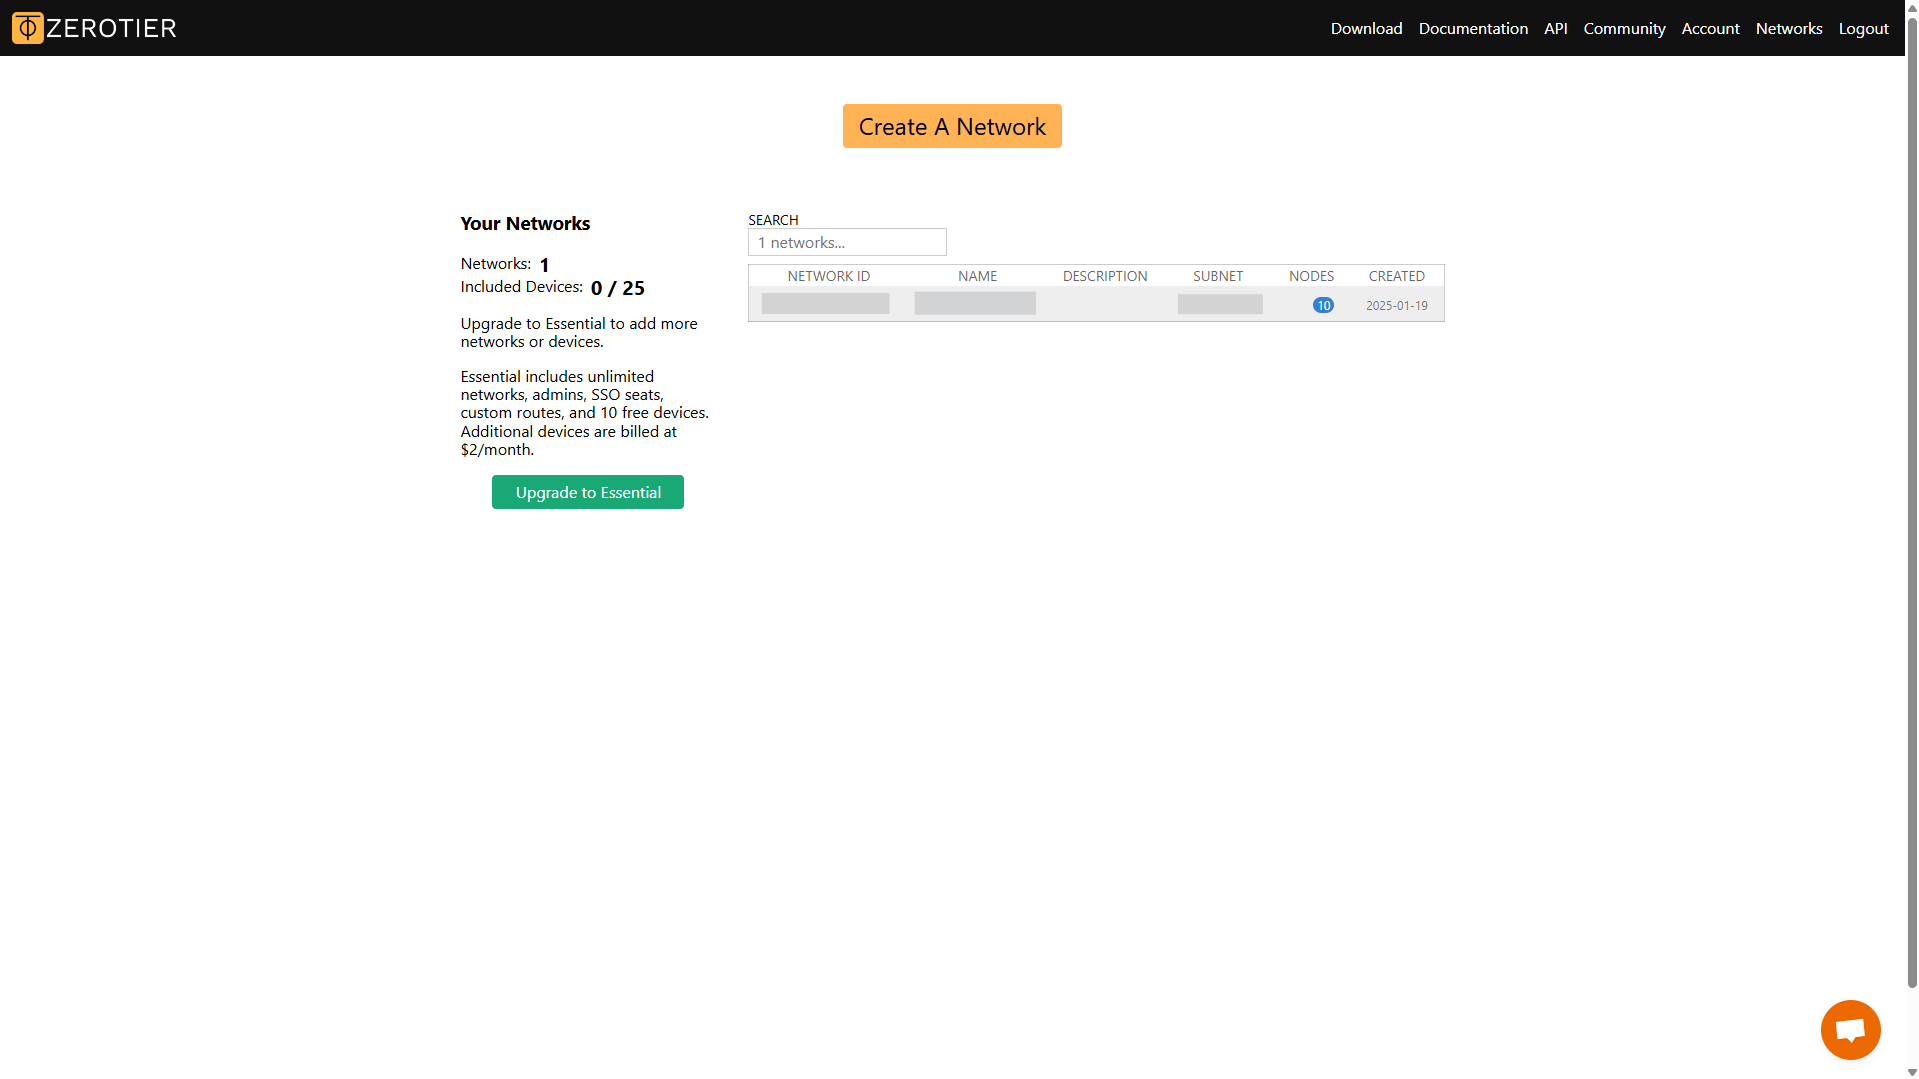 ZEROTIER
Download Documentation API Community Account Networks Logout
Create A Network
Your Networks
Networks: 1
Included Devices: 0 / 25
Upgrade to Essential to add more
networks or devices.
Essential includes unlimited
networks, admins, SSO seats,
custom routes, and 10 free devices.
Additional devices are billed at
$2/month.
Upgrade to Essential
SEARCH
1 networks...
NETWORK ID NAME DESCRIPTION SUBNET NODES CREATED
10 2025-01-19